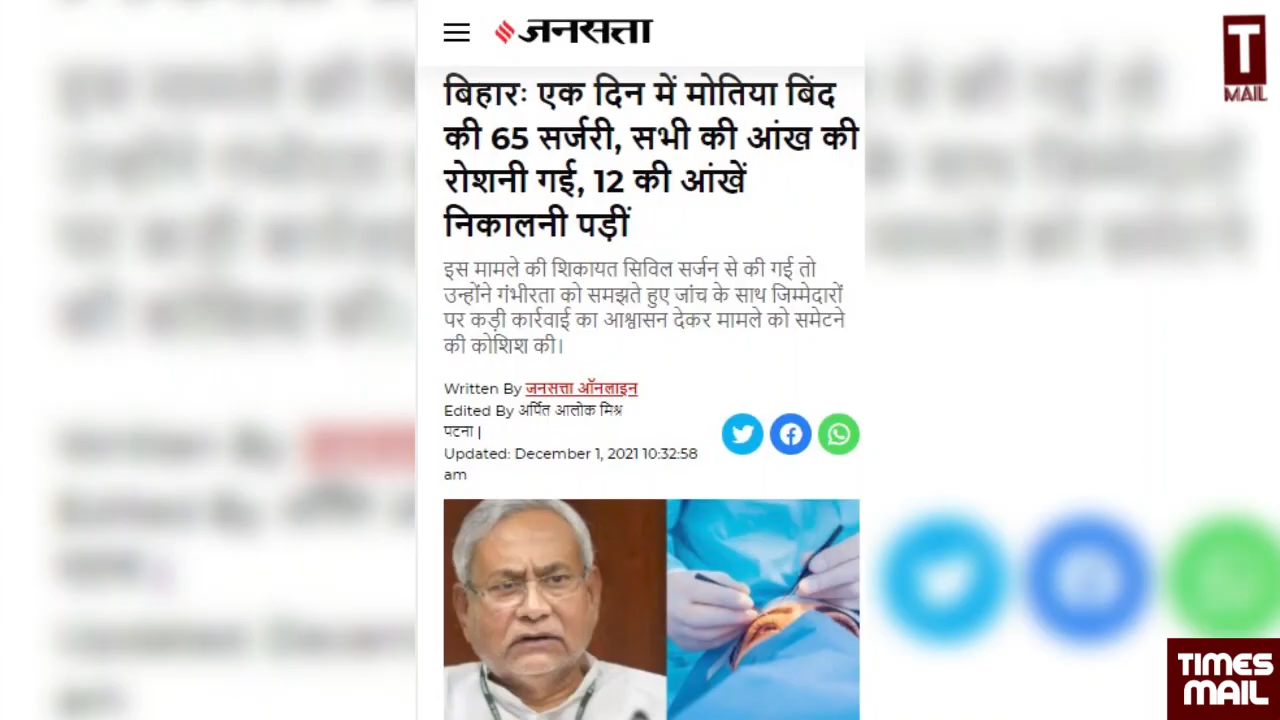 जनसत्ता
T
MAIL
बिहारः एक दिन में मोतिया बिंद
की 65 सर्जरी, सभी की आंख की
रोशनी गई, 12 की आंखें
निकालनी पड़ीं
इस मामले की शिकायत सिविल सर्जन से की गई तो
उन्होंने गंभीरता को समझते हुए जांच के साथ जिम्मेदारों
पर कड़ी कार्रवाई का आश्वासन देकर मामले को समेटने
की कोशिश की।
Written By जनसत्ता ऑनलाइन
Edited By अर्पित आलोक मिश्र
पटना |
Updated: December 1, 2021 10:32:58
am
TIMES
MAIL